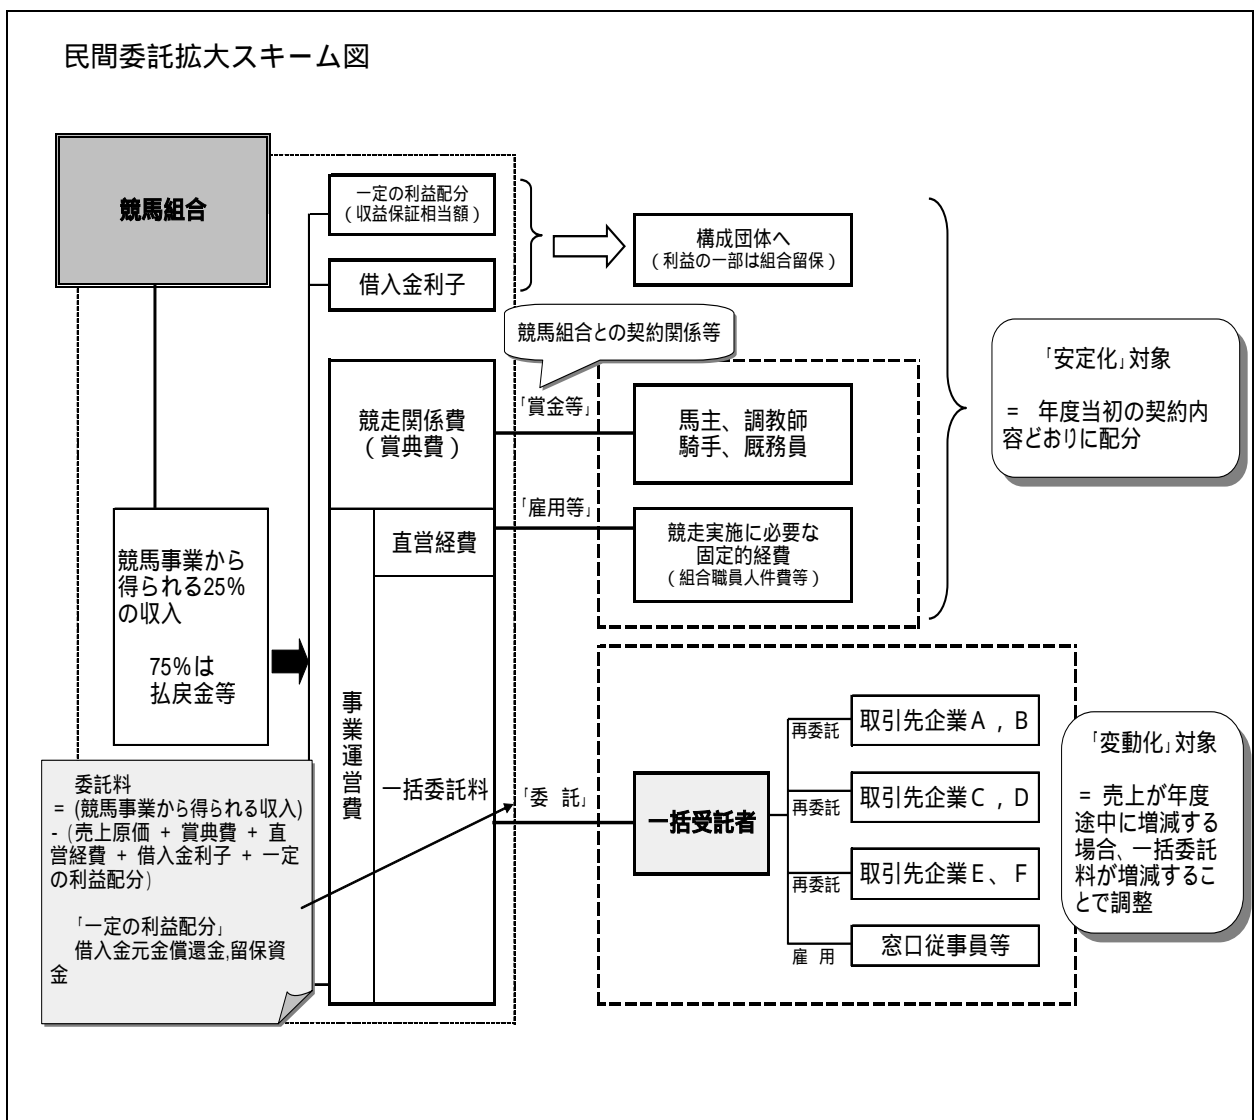 民間委託拡大スキーム図
競馬組合
一定の利益配分
(収益保証相当額)
借入金利子
構成団体へ
(利益の一部は組合留保)
競馬組合との契約関係等
競走関係費
(賞典費)
「賞金等」
馬主、調教師
騎手、厩務員
「安定化」対象
= 年度当初の契約内
容どおりに配分
「雇用等」
直営経費
競走実施に必要な
固定的経費
(組合職員人件費等)
競馬事業から
得られる25%
の収入
75%は
払戻金等
事業運営費
一括委託料
「委 託」
一括受託者
再委託
取引先企業A,B
再委託
取引先企業C,D
再委託
取引先企業E、F
雇 用
窓口従事員等
「変動化」対象
= 売上が年度
途中に増減する
場合、一括委託
料が増減するこ
とで調整
委託料
= (競馬事業から得られる収入)
- (売上原価 + 賞典費 + 直
営経費 + 借入金利子 + 一定
の利益配分)
「一定の利益配分」
借入金元金償還金,留保資
金